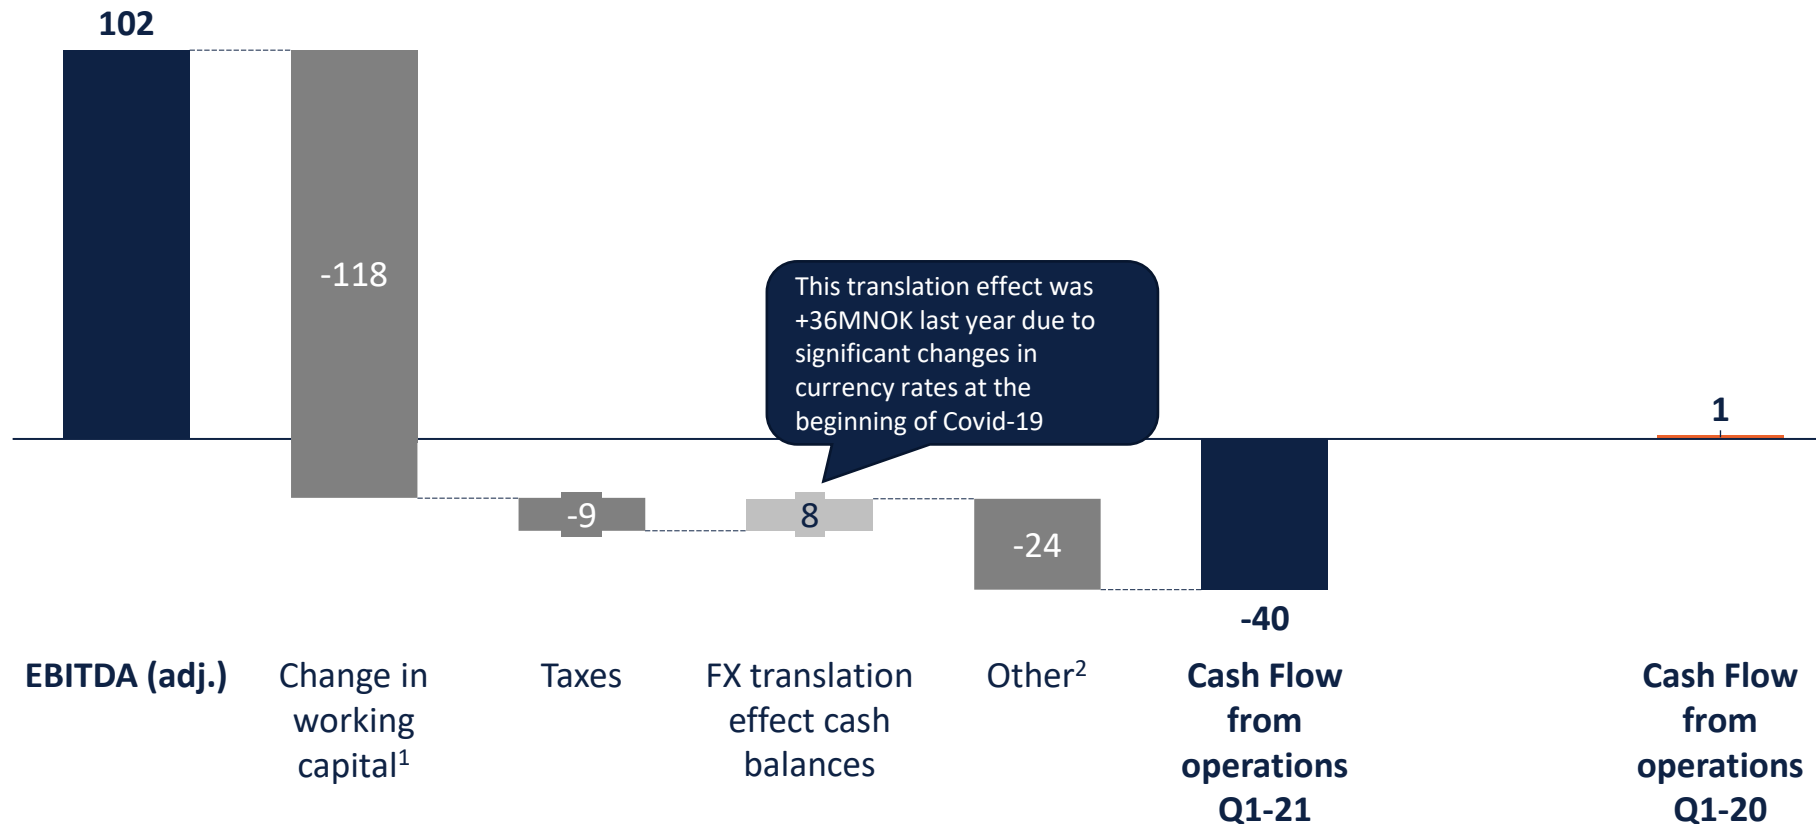 102
-118
This translation effect was
+36MNOK last year due to
significant changes in
currency rates at the
beginning of Covid-19
1
-9
8
-24
-40
EBITDA (adj.)
Change in
working
capital1
Taxes
FX translation
effect cash
balances
Other2
Cash Flow
from
operations
Q1-21
Cash Flow
from
operations
Q1-20